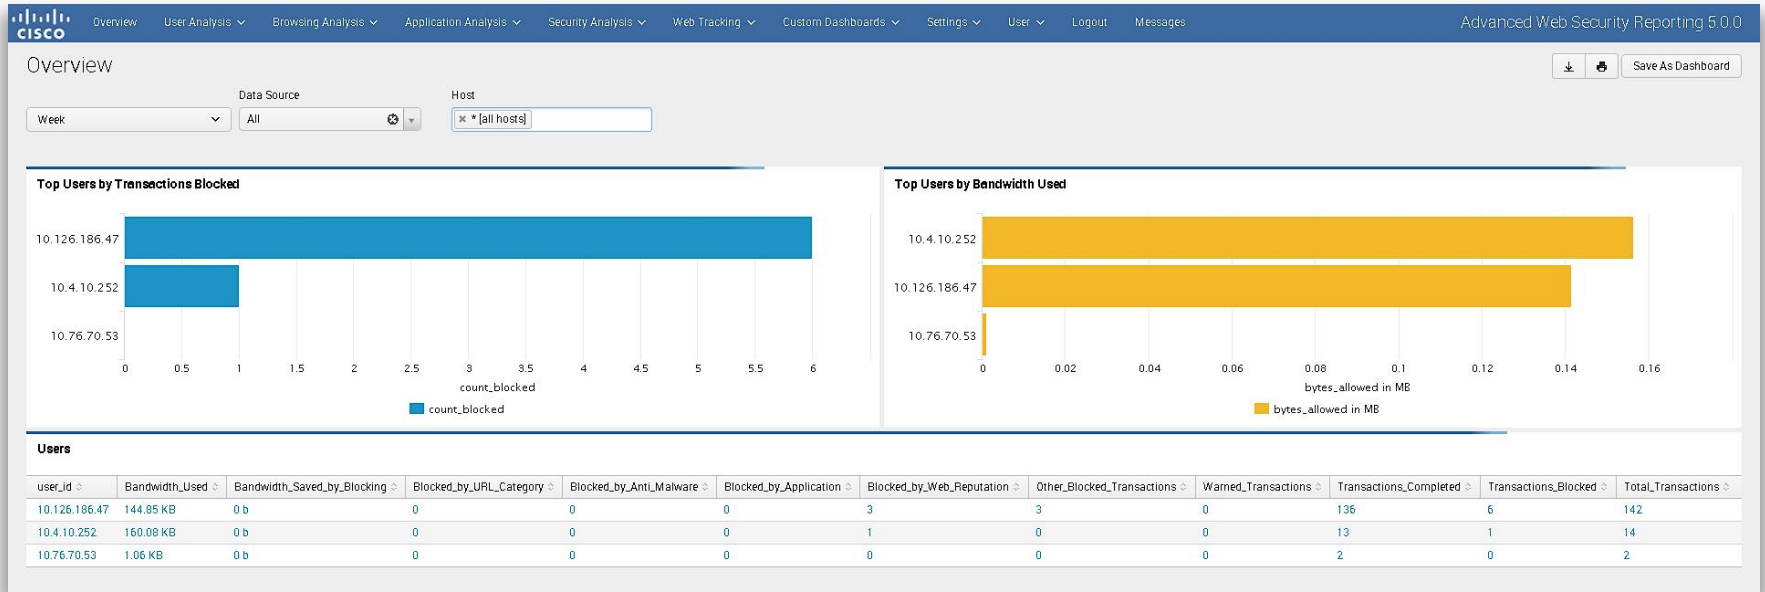 CISCO Overview User Analysis Browsing Analysis Application Analysis Security Analysis Web Tracking Custom Dashboards Settings User Logout Messages Advanced Web Security Reporting 5.0.0
Overview
Save As Dashboard
Data Source Host
Week All * [all hosts]
Top Users by Transactions Blocked
10.126.186.47
10.4.10.252
10.76.70.53
0 0.5 1 1.5 2 2.5 3 3.5 4 4.5 5 5.5 6
count_blocked
count_blocked
Top Users by Bandwidth Used
10.4.10.252
10.126.186.47
10.76.70.53
0 0.02 0.04 0.06 0.08 0.1 0.12 0.14 0.16
bytes_allowed in MB
bytes_allowed in MB
Users
user_id Bandwidth_Used Bandwidth_Saved_by_Blocking Blocked_by_URL_Category Blocked_by_Anti_Malware Blocked_by_Application Blocked_by_Web_Reputation Other_Blocked_Transactions Warned_Transactions Transactions_Completed Transactions_Blocked Total_Transactions
10.126.186.47 144.85 KB 0 b 0 0 0 3 3 0 136 6 142
10.4.10.252 160.08 KB 0 b 0 0 0 1 0 0 13 1 14
10.76.70.53 1.06 KB 0 b 0 0 0 0 0 0 2 0 2